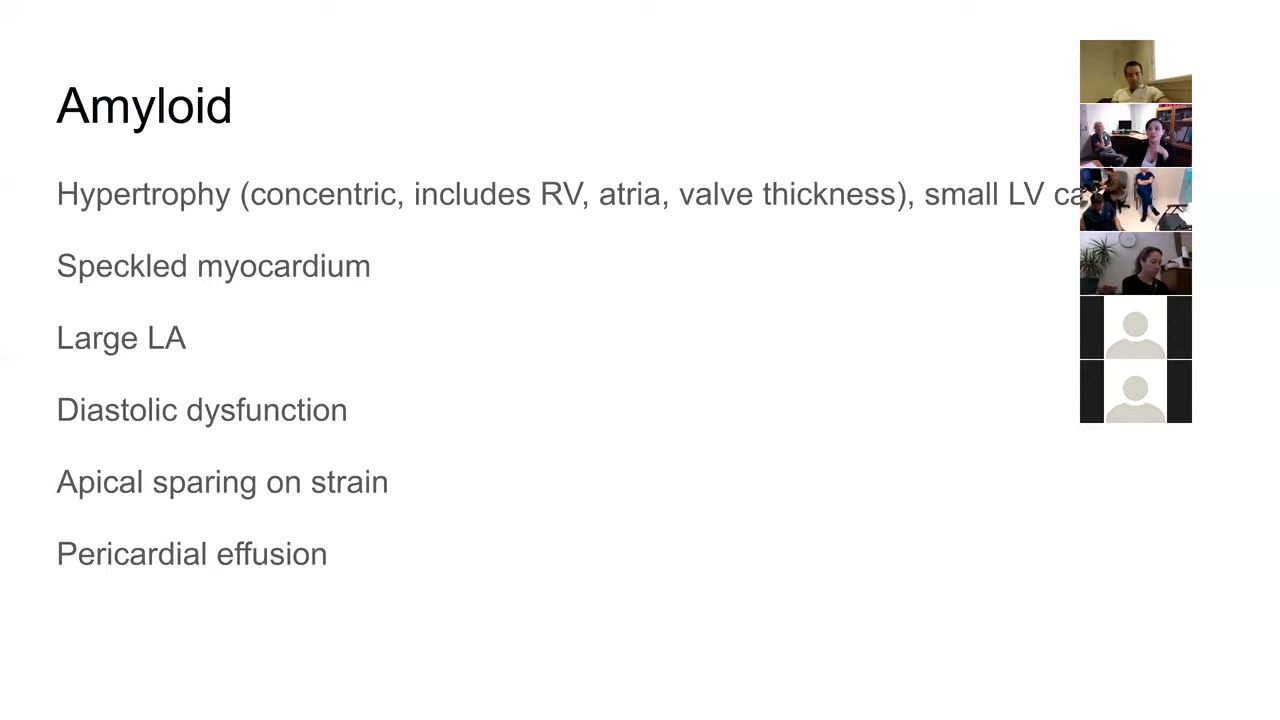 Amyloid
Hypertrophy (concentric, includes RV, atria, valve thickness), small LV
Speckled myocardium
Large LA
Diastolic dysfunction
Apical sparing on strain
Pericardial effusion